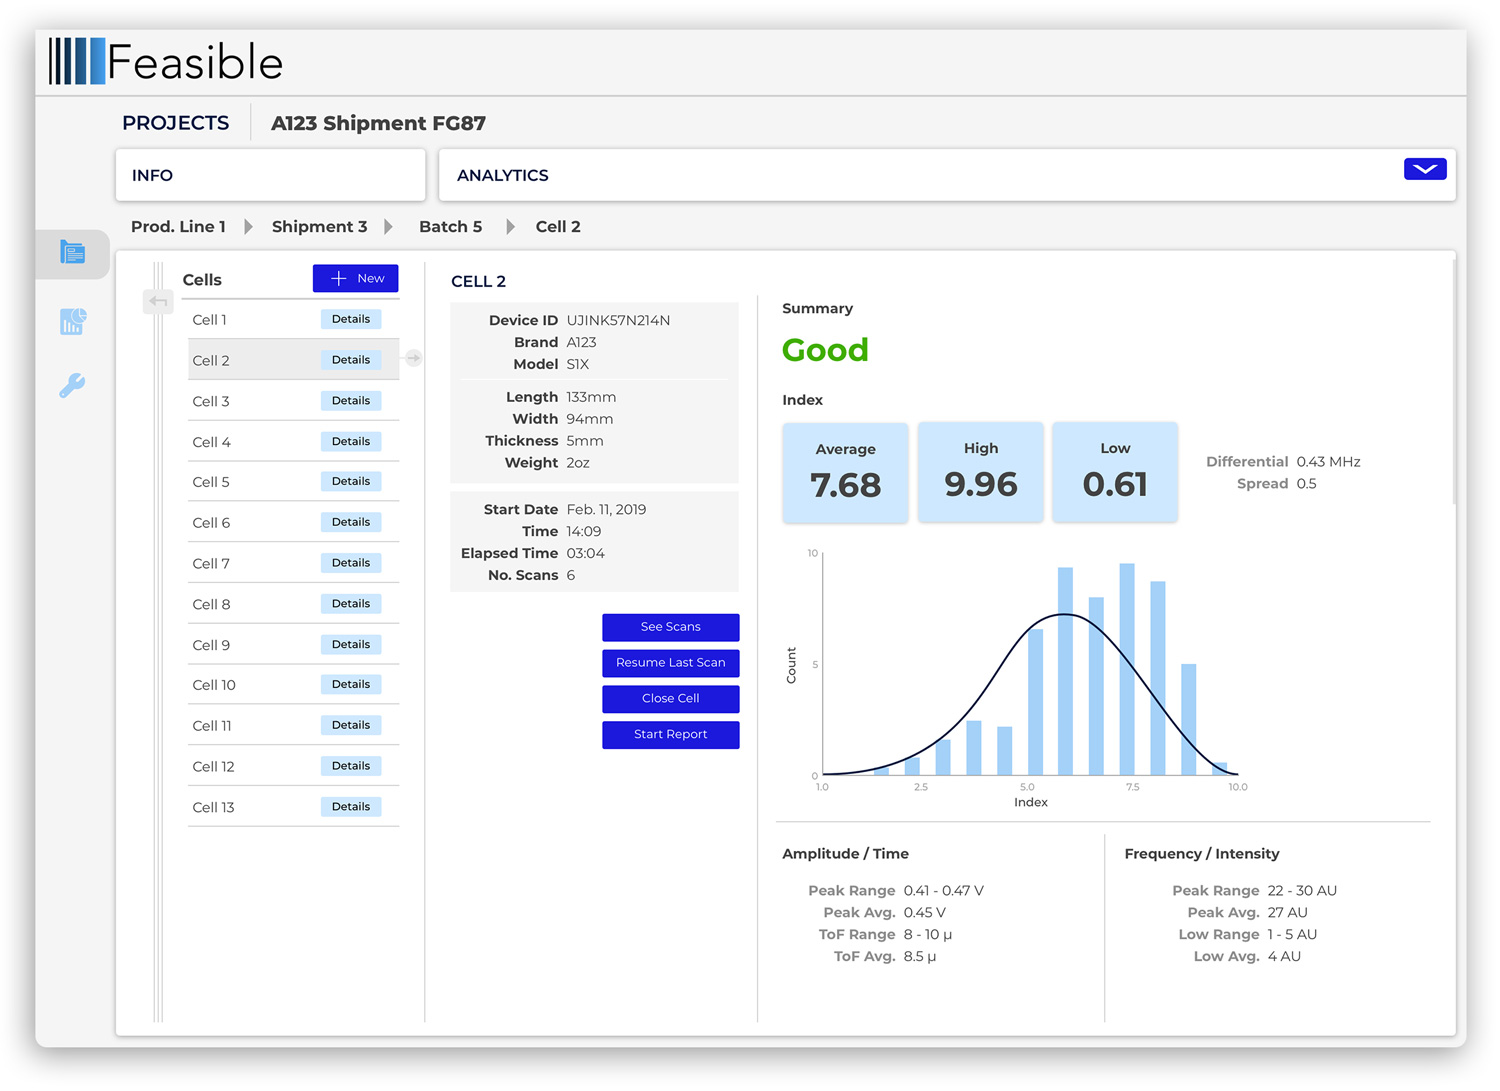 Feasible
PROJECTS
A123 Shipment FG87
INFO
ANALYTICS
Prod. Line 1
Shipment 3
Batch 5
Cell 2
Cells
New
Cell 1 Details
Cell 2 Details
Cell 3 Details
Cell 4 Details
Cell 5 Details
Cell 6 Details
Cell 7 Details
Cell 8 Details
Cell 9 Details
Cell 10 Details
Cell 11 Details
Cell 12 Details
Cell 13 Details
CELL 2
Device ID UJINK57N214N
Brand A123
Model S1X
Length 133mm
Width 94mm
Thickness 5mm
Weight 2oz
Start Date Feb. 11, 2019
Time 14:09
Elapsed Time 03:04
No. Scans 6
See Scans
Resume Last Scan
Close Cell
Start Report
Summary
Good
Index
Average
7.68
High
9.96
Low
0.61
Differential 0.43 MHz
Spread 0.5
10
5
0
Count
1.0 2.5 5.0 7.5 10.0
Index
Amplitude / Time
Peak Range 0.41 - 0.47 V
Peak Avg. 0.45 V
ToF Range 8 - 10 µ
ToF Avg. 8.5 µ
Frequency / Intensity
Peak Range 22 - 30 AU
Peak Avg. 27 AU
Low Range 1 - 5 AU
Low Avg. 4 AU